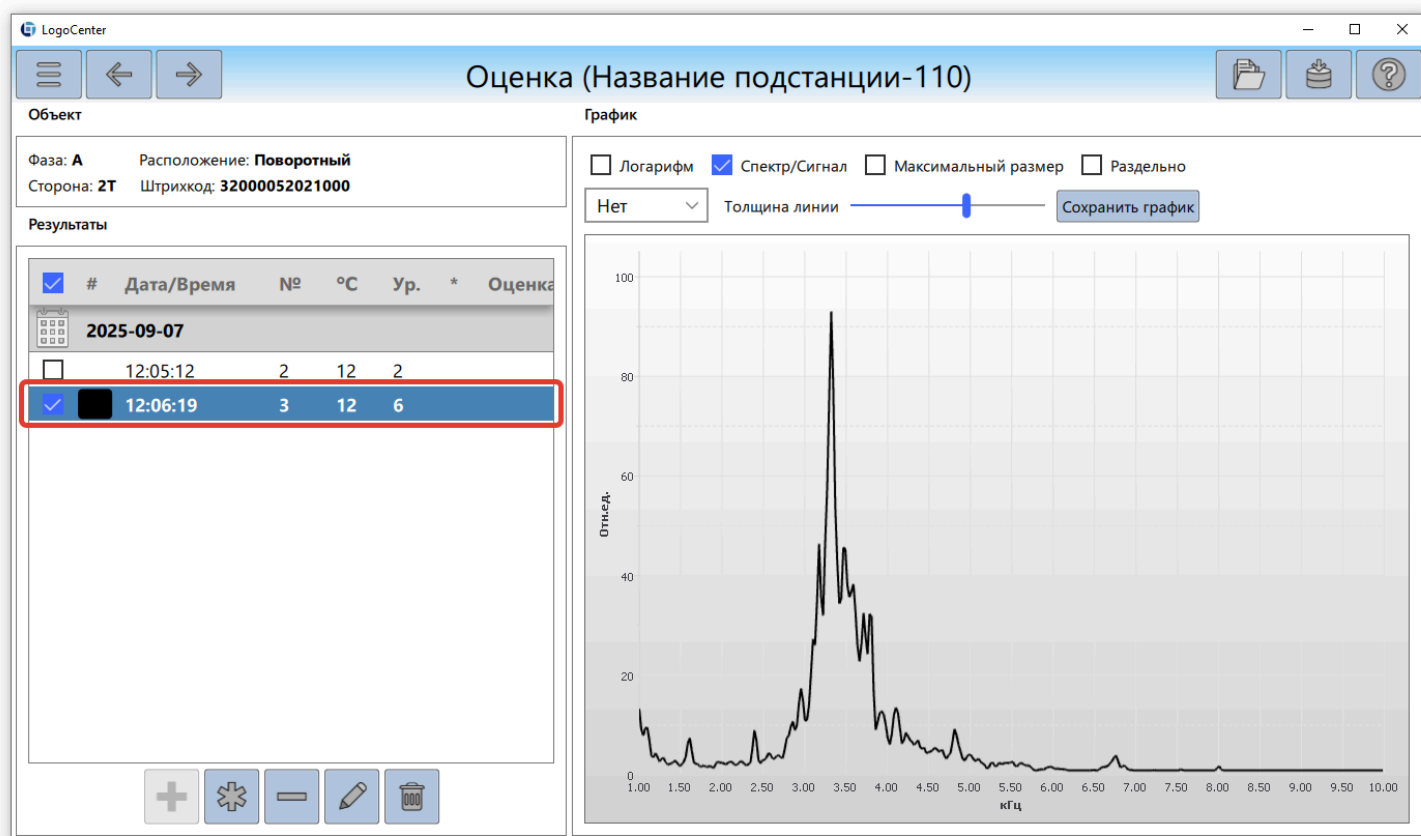 LogoCenter
Оценка (Название подстанции-110)
Объект
Фаза: А Расположение: Поворотный
Сторона: 2Т Штрихкод: 32000052021000
Результаты
# Дата/Время № °C Ур. * Оценка
2025-09-07
12:05:12 2 12 2
12:06:19 3 12 6
График
Логарифм Спектр/Сигнал Максимальный размер Раздельно
Нет Толщина линии Сохранить график
100
80
60
40
20
0
Отн.ед.
1.00 1.50 2.00 2.50 3.00 3.50 4.00 4.50 5.00 5.50 6.00 6.50 7.00 7.50 8.00 8.50 9.00 9.50 10.00
кГц